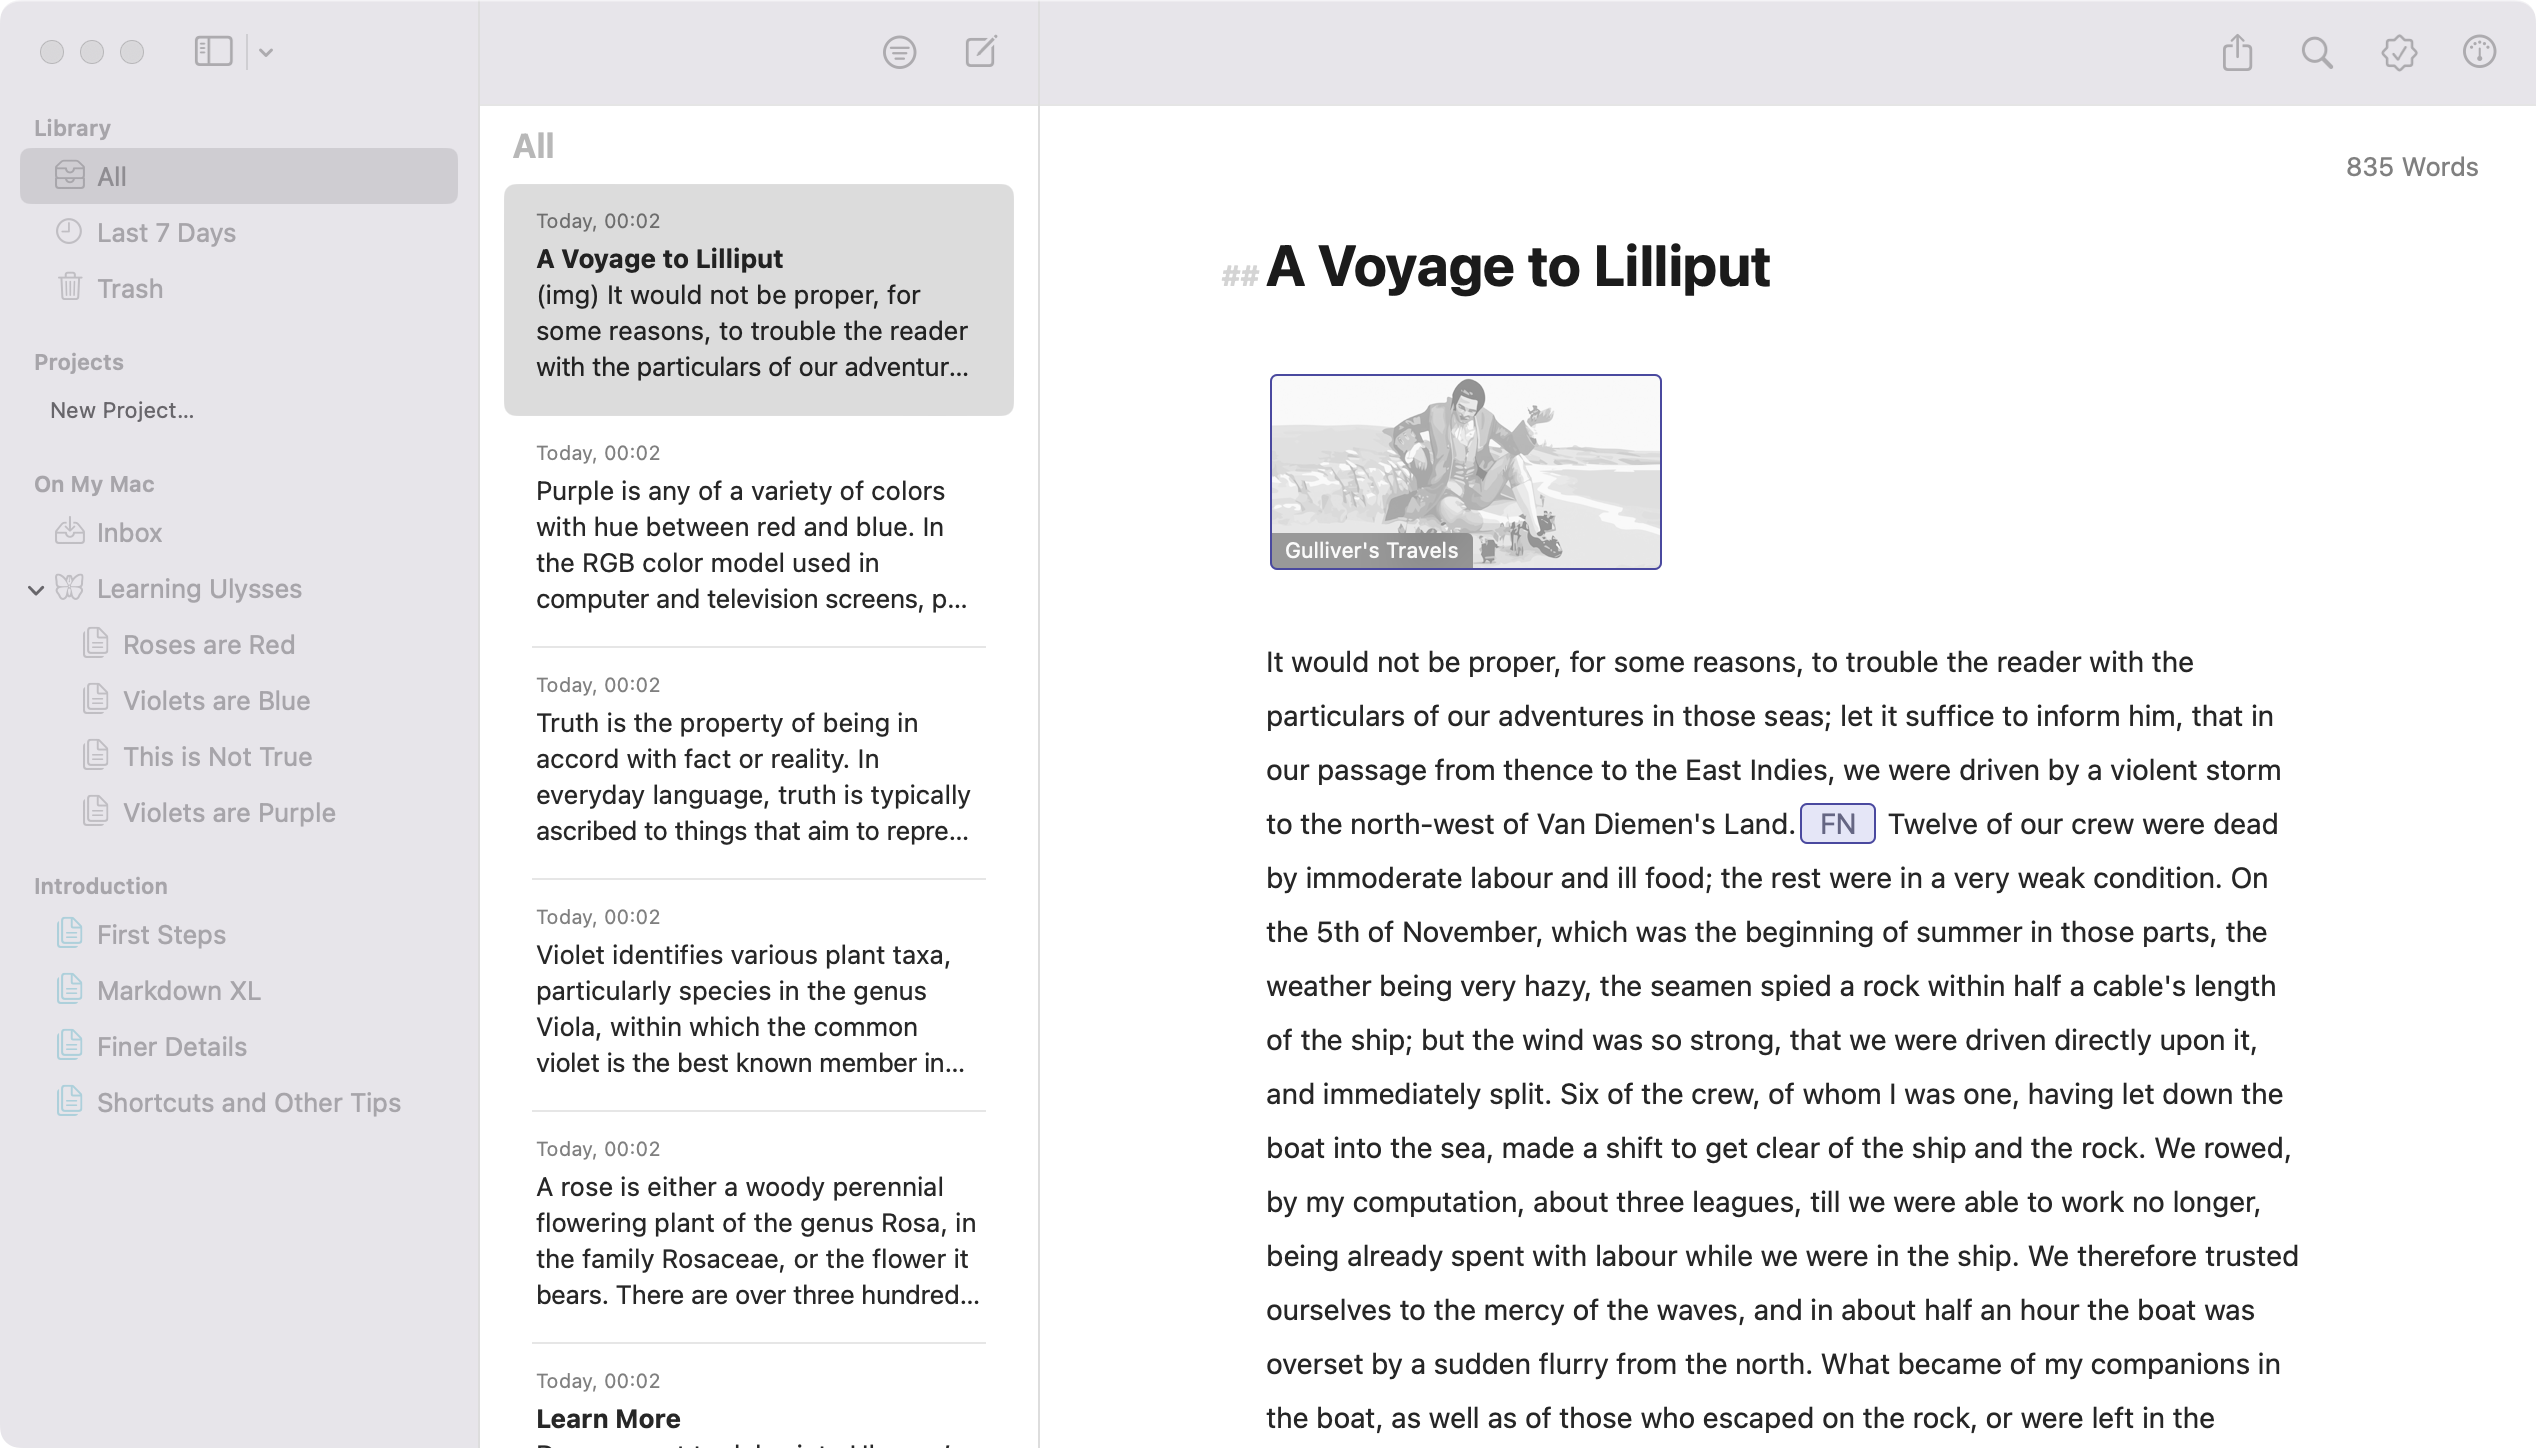 Library
All
Last 7 Days
Trash
Projects
New Project...
On My Mac
Inbox
Learning Ulysses
Roses are Red
Violets are Blue
This is Not True
Violets are Purple
Introduction
First Steps
Markdown XL
Finer Details
Shortcuts and Other Tips
All
Today, 00:02
A Voyage to Lilliput
(img) It would not be proper, for
some reasons, to trouble the reader
with the particulars of our adventur...
Today, 00:02
Purple is any of a variety of colors
with hue between red and blue. In
the RGB color model used in
computer and television screens, p...
Today, 00:02
Truth is the property of being in
accord with fact or reality. In
everyday language, truth is typically
ascribed to things that aim to repre...
Today, 00:02
Violet identifies various plant taxa,
particularly species in the genus
Viola, within which the common
violet is the best known member in...
Today, 00:02
A rose is either a woody perennial
flowering plant of the genus Rosa, in
the family Rosaceae, or the flower it
bears. There are over three hundred...
Today, 00:02
Learn More
835 Words
## A Voyage to Lilliput
Gulliver's Travels
It would not be proper, for some reasons, to trouble the reader with the
particulars of our adventures in those seas; let it suffice to inform him, that in
our passage from thence to the East Indies, we were driven by a violent storm
to the north-west of Van Diemen's Land. FN Twelve of our crew were dead
by immoderate labour and ill food; the rest were in a very weak condition. On
the 5th of November, which was the beginning of summer in those parts, the
weather being very hazy, the seamen spied a rock within half a cable's length
of the ship; but the wind was so strong, that we were driven directly upon it,
and immediately split. Six of the crew, of whom I was one, having let down the
boat into the sea, made a shift to get clear of the ship and the rock. We rowed,
by my computation, about three leagues, till we were able to work no longer,
being already spent with labour while we were in the ship. We therefore trusted
ourselves to the mercy of the waves, and in about half an hour the boat was
overset by a sudden flurry from the north. What became of my companions in
the boat, as well as of those who escaped on the rock, or were left in the